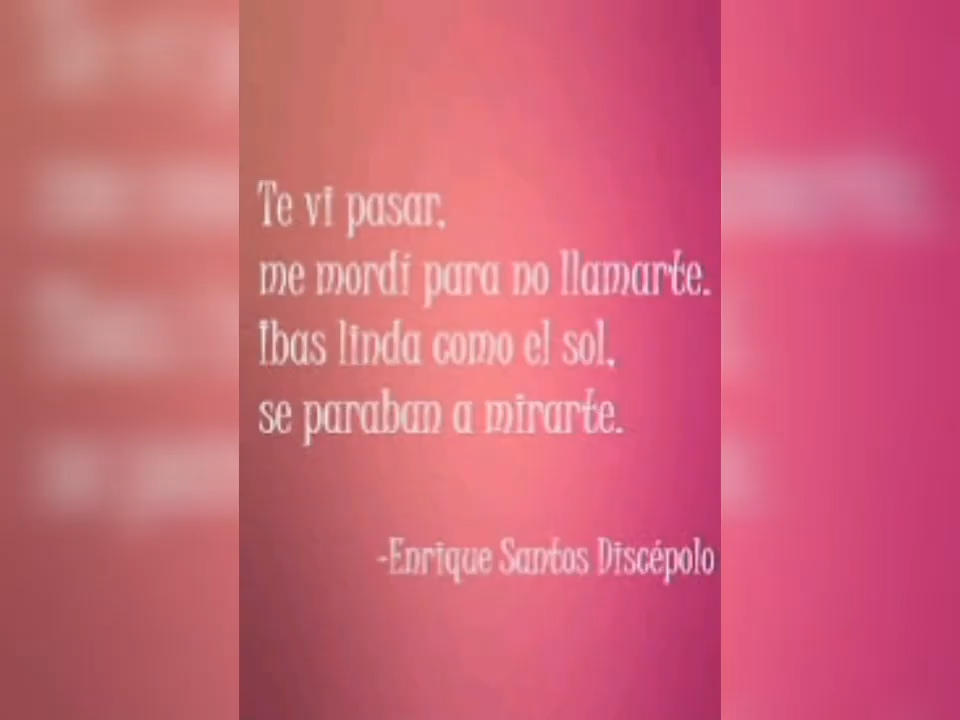 Te vi pasar,
me mordí para no llamarte.
Ibas linda como el sol,
se paraban a mirarte.
-Enrique Santos Discépolo